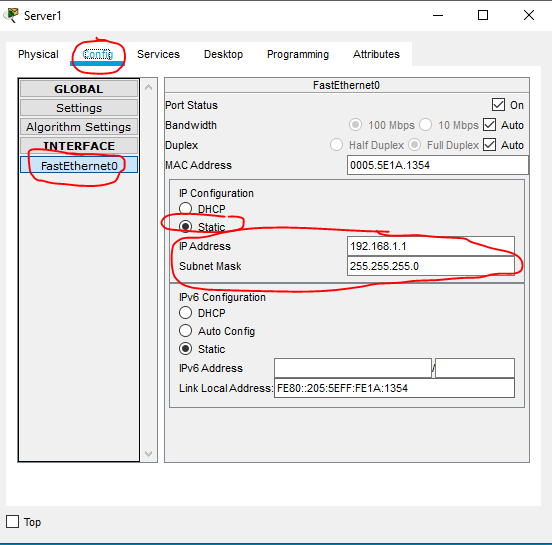 Server1
Physical Config Services Desktop Programming Attributes
GLOBAL
Settings
Algorithm Settings
INTERFACE
FastEthernet0
FastEthernet0
Port Status On
Bandwidth 100 Mbps 10 Mbps Auto
Duplex Half Duplex Full Duplex Auto
MAC Address 0005.5E1A.1354
IP Configuration
DHCP
Static
IP Address 192.168.1.1
Subnet Mask 255.255.255.0
IPv6 Configuration
DHCP
Auto Config
Static
IPv6 Address /
Link Local Address: FE80::205:5EFF:FE1A:1354
Top